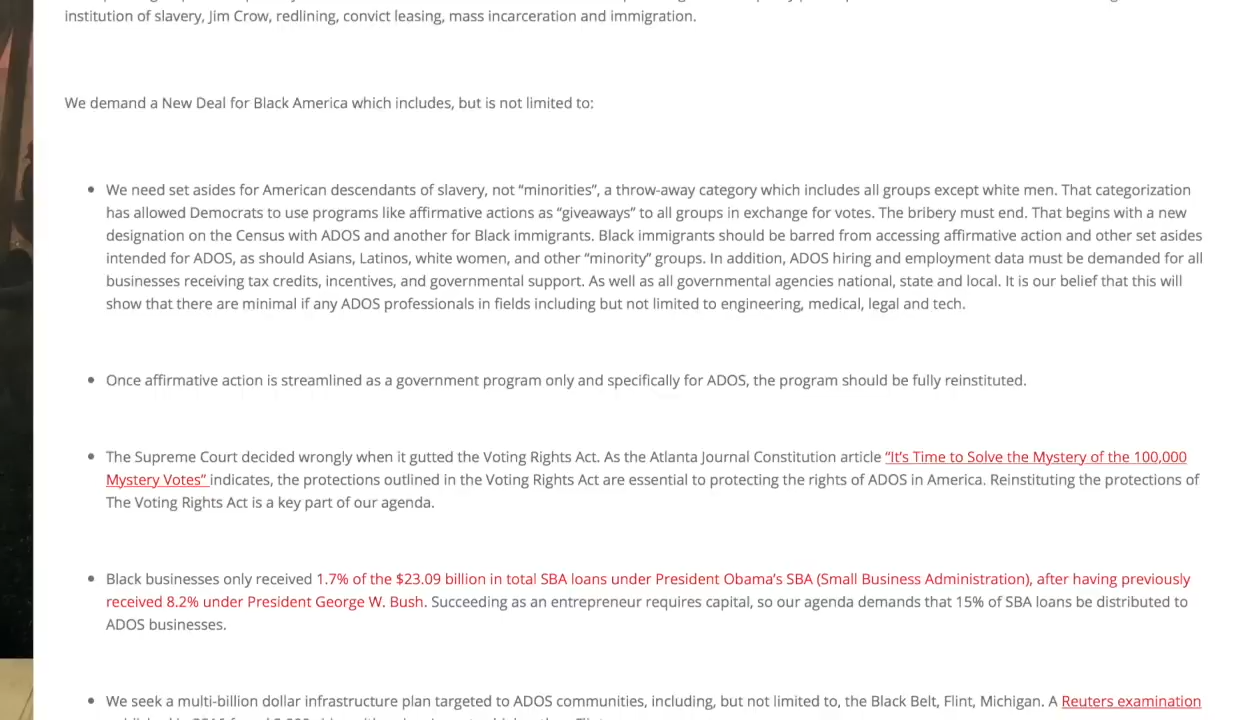 institution of slavery, Jim Crow, redlining, convict leasing, mass incarceration and immigration.
We demand a New Deal for Black America which includes, but is not limited to:
• We need set asides for American descendants of slavery, not “minorities”, a throw-away category which includes all groups except white men. That categorization
has allowed Democrats to use programs like affirmative actions as “giveaways” to all groups in exchange for votes. The bribery must end. That begins with a new
designation on the Census with ADOS and another for Black immigrants. Black immigrants should be barred from accessing affirmative action and other set asides
intended for ADOS, as should Asians, Latinos, white women, and other “minority” groups. In addition, ADOS hiring and employment data must be demanded for all
businesses receiving tax credits, incentives, and governmental support. As well as all governmental agencies national, state and local. It is our belief that this will
show that there are minimal if any ADOS professionals in fields including but not limited to engineering, medical, legal and tech.
• Once affirmative action is streamlined as a government program only and specifically for ADOS, the program should be fully reinstituted.
• The Supreme Court decided wrongly when it gutted the Voting Rights Act. As the Atlanta Journal Constitution article “It’s Time to Solve the Mystery of the 100,000
Mystery Votes” indicates, the protections outlined in the Voting Rights Act are essential to protecting the rights of ADOS in America. Reinstituting the protections of
The Voting Rights Act is a key part of our agenda.
• Black businesses only received 1.7% of the $23.09 billion in total SBA loans under President Obama’s SBA (Small Business Administration), after having previously
received 8.2% under President George W. Bush. Succeeding as an entrepreneur requires capital, so our agenda demands that 15% of SBA loans be distributed to
ADOS businesses.
• We seek a multi-billion dollar infrastructure plan targeted to ADOS communities, including, but not limited to, the Black Belt, Flint, Michigan. A Reuters examination